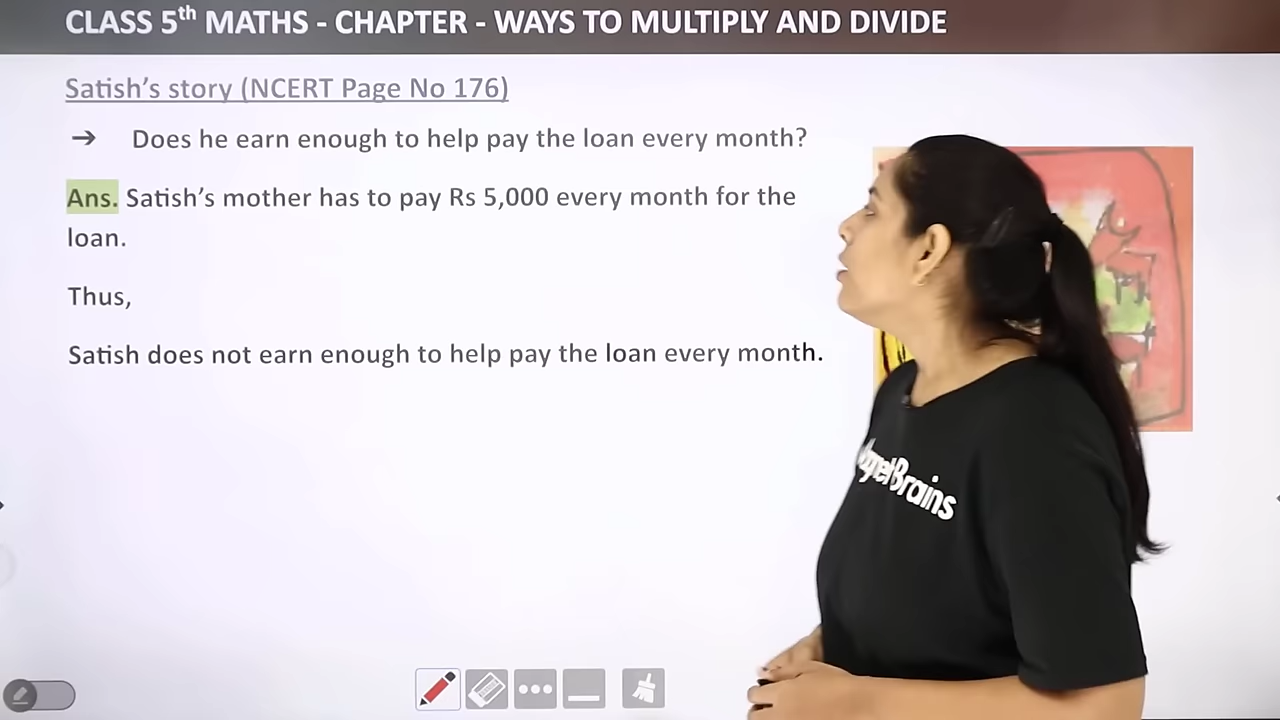 CLASS 5th MATHS - CHAPTER - WAYS TO MULTIPLY AND DIVIDE
Satish's story (NCERT Page No 176)
→ Does he earn enough to help pay the loan every month?
Ans. Satish's mother has to pay Rs 5,000 every month for the
loan.
Thus,
Satish does not earn enough to help pay the loan every month.
Brains